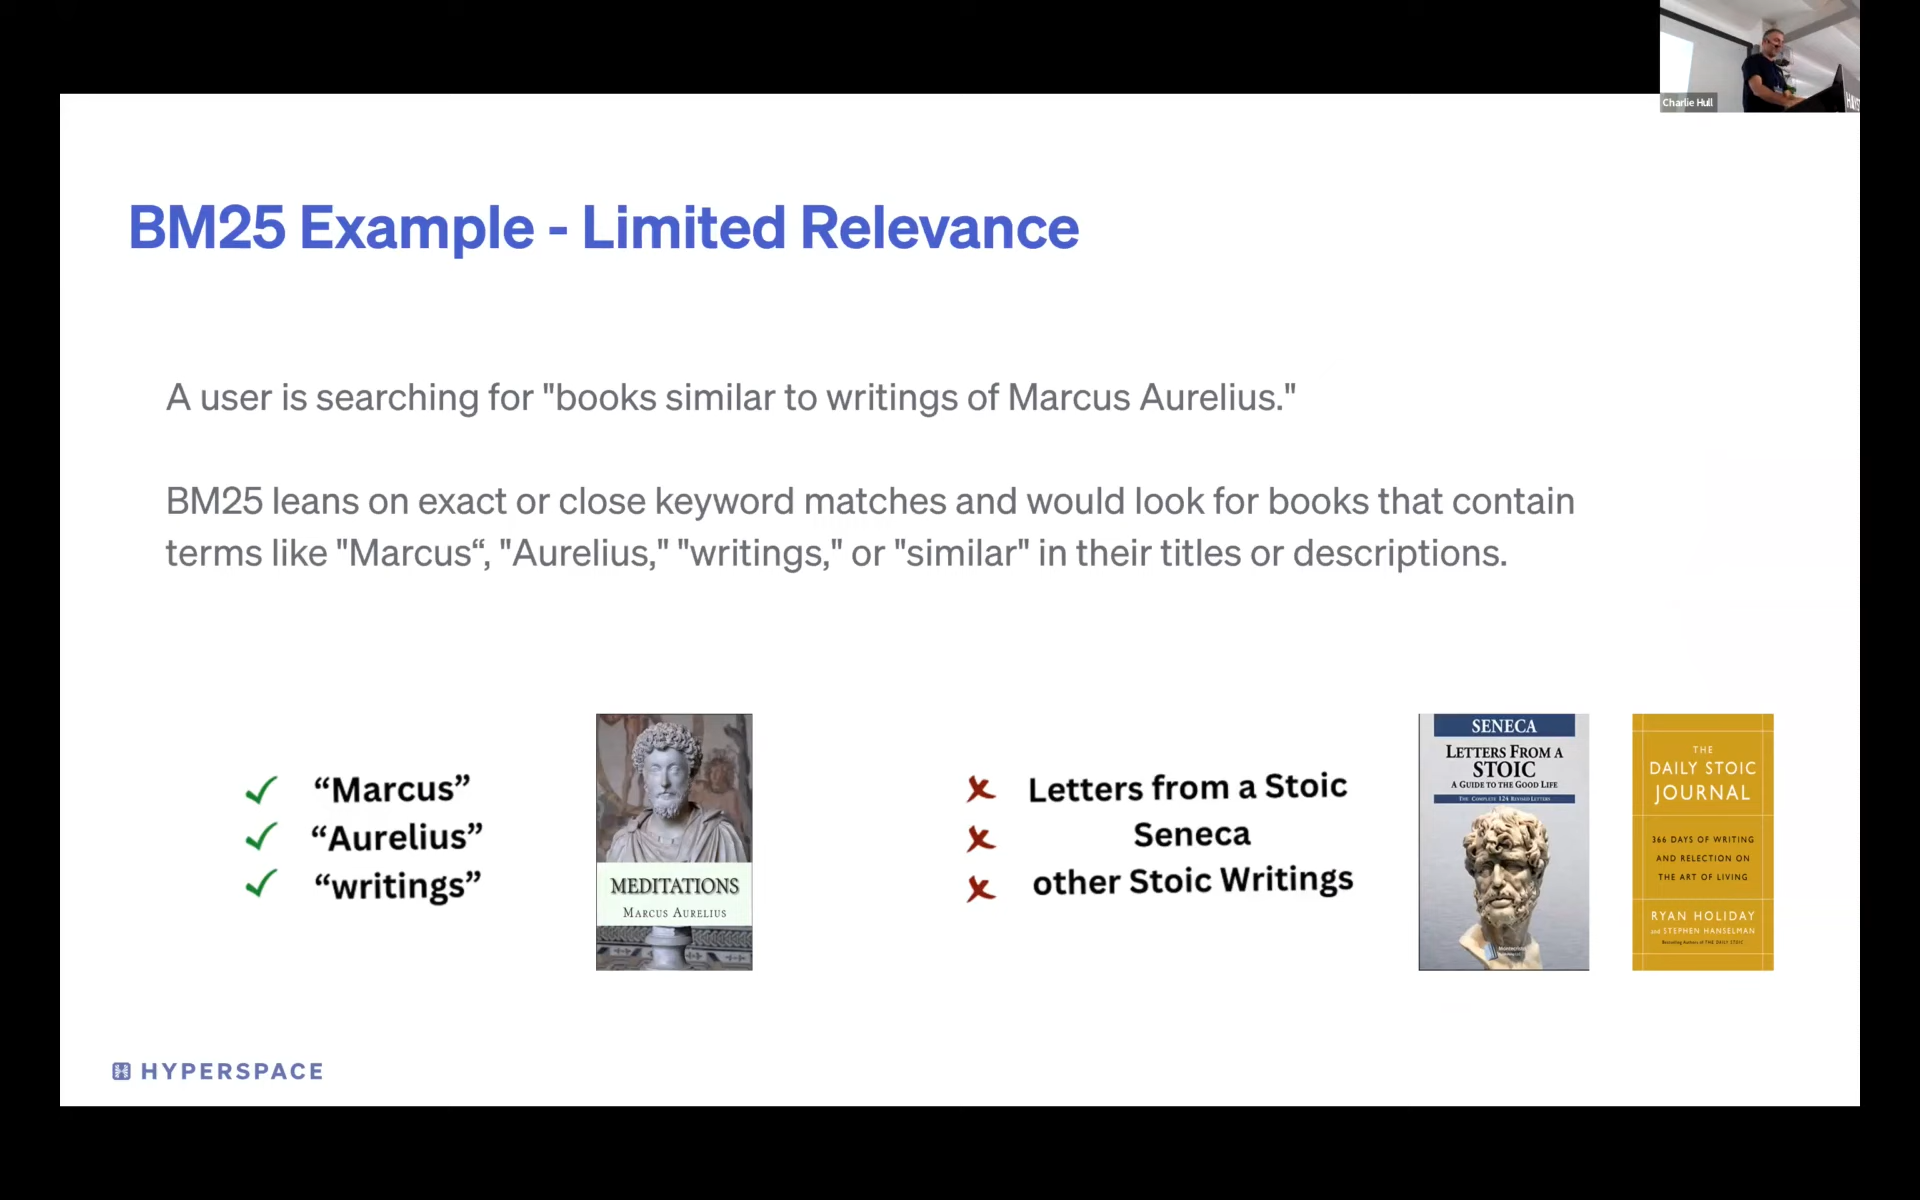 Charlie Hull
BM25 Example - Limited Relevance
A user is searching for "books similar to writings of Marcus Aurelius."
BM25 leans on exact or close keyword matches and would look for books that contain
terms like "Marcus“, "Aurelius," "writings," or "similar" in their titles or descriptions.
“Marcus”
“Aurelius”
“writings”
MEDITATIONS
MARCUS AURELIUS
Letters from a Stoic
Seneca
other Stoic Writings
SENECA
LETTERS FROM A
STOIC
A GUIDE TO THE GOOD LIFE
THE COMPLETE 124 REVISED LETTERS
THE
DAILY STOIC
JOURNAL
366 DAYS OF WRITING
AND RELECTION ON
THE ART OF LIVING
RYAN HOLIDAY
and STEPHEN HANSELMAN
Bestselling Authors of THE DAILY STOIC
HYPERSPACE